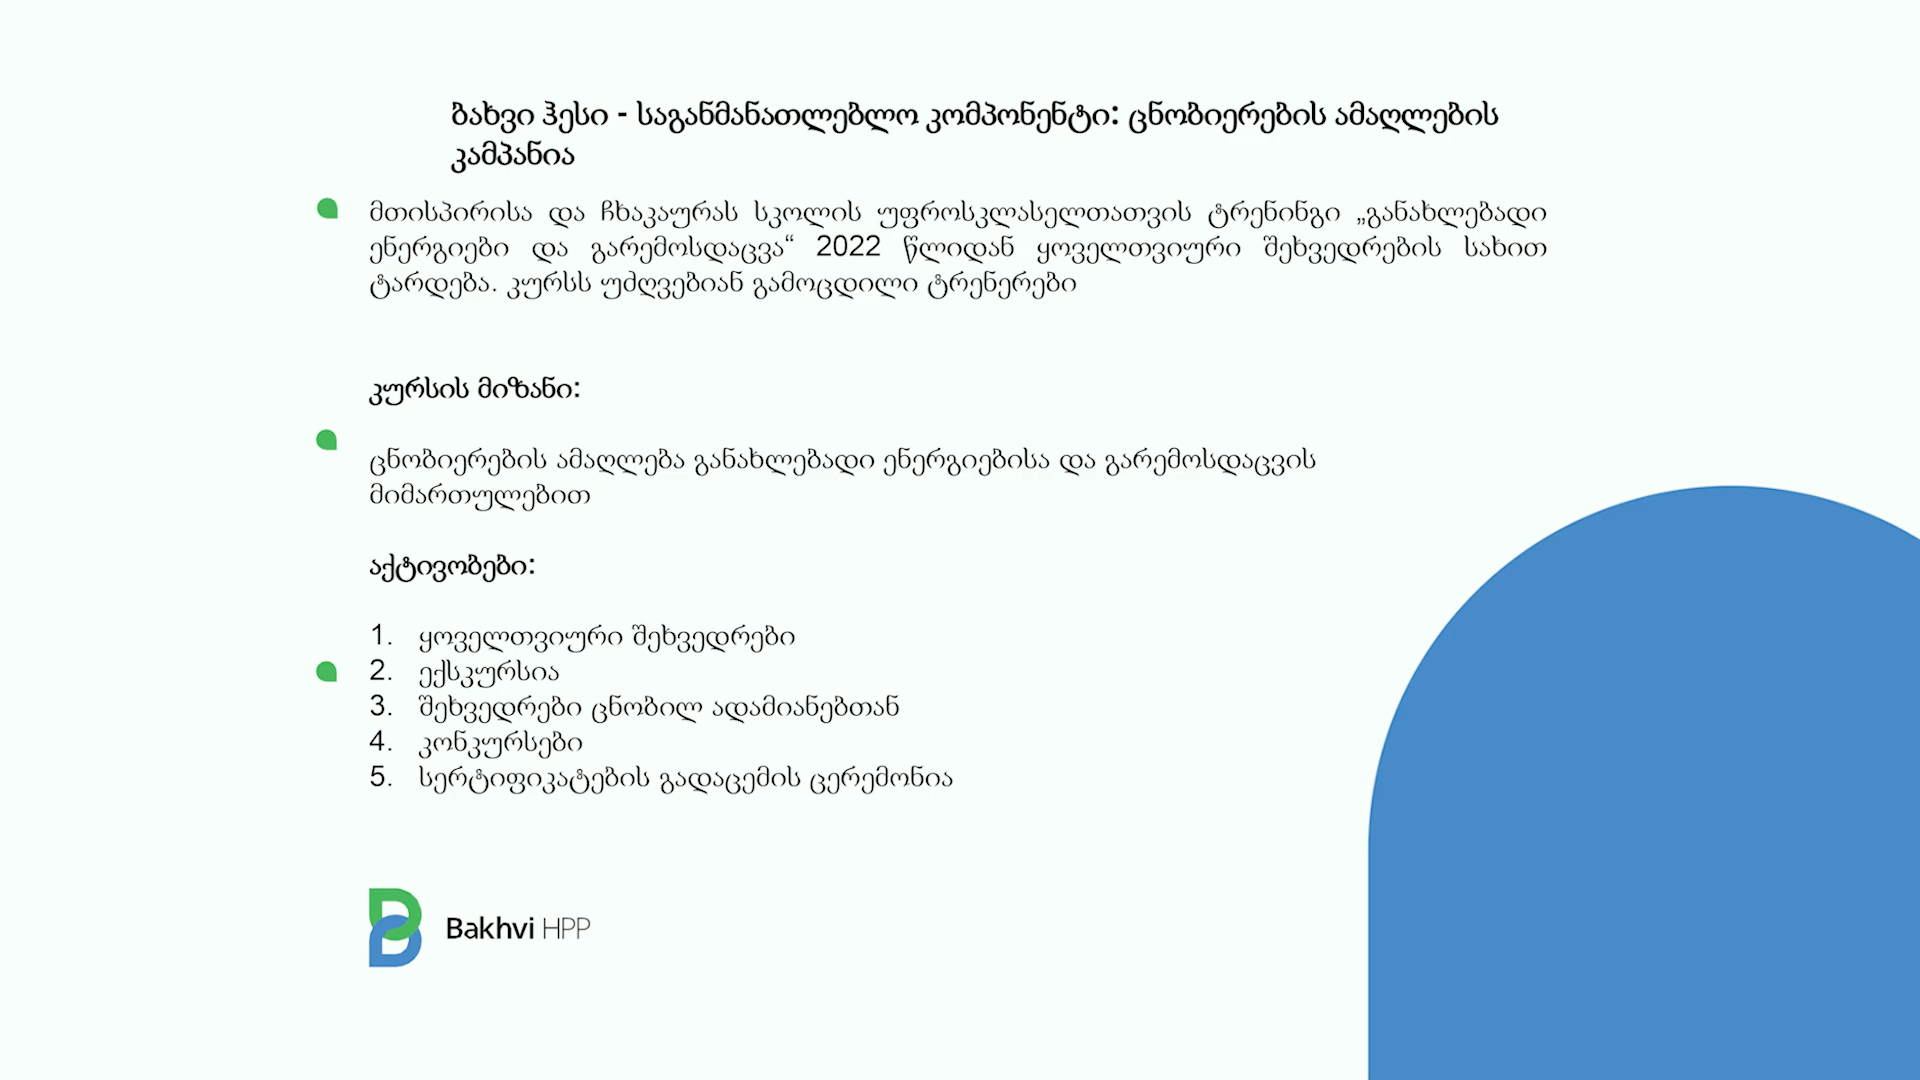 ბახვი ჰესი - საგანმანათლებლო კომპონენტი: ცნობიერების ამაღლების
კამპანია
მთისპირისა და ჩხაკაურას სკოლის უფროსკლასელთათვის ტრენინგი „განახლებადი
ენერგიები და გარემოსდაცვა“ 2022 წლიდან ყოველთვიური შეხვედრების სახით
ტარდება. კურსს უძღვებიან გამოცდილი ტრენერები
კურსის მიზანი:
ცნობიერების ამაღლება განახლებადი ენერგიებისა და გარემოსდაცვის
მიმართულებით
აქტივობები:
1. ყოველთვიური შეხვედრები
2. ექსკურსია
3. შეხვედრები ცნობილ ადამიანებთან
4. კონკურსები
5. სერტიფიკატების გადაცემის ცერემონია
Bakhvi HPP